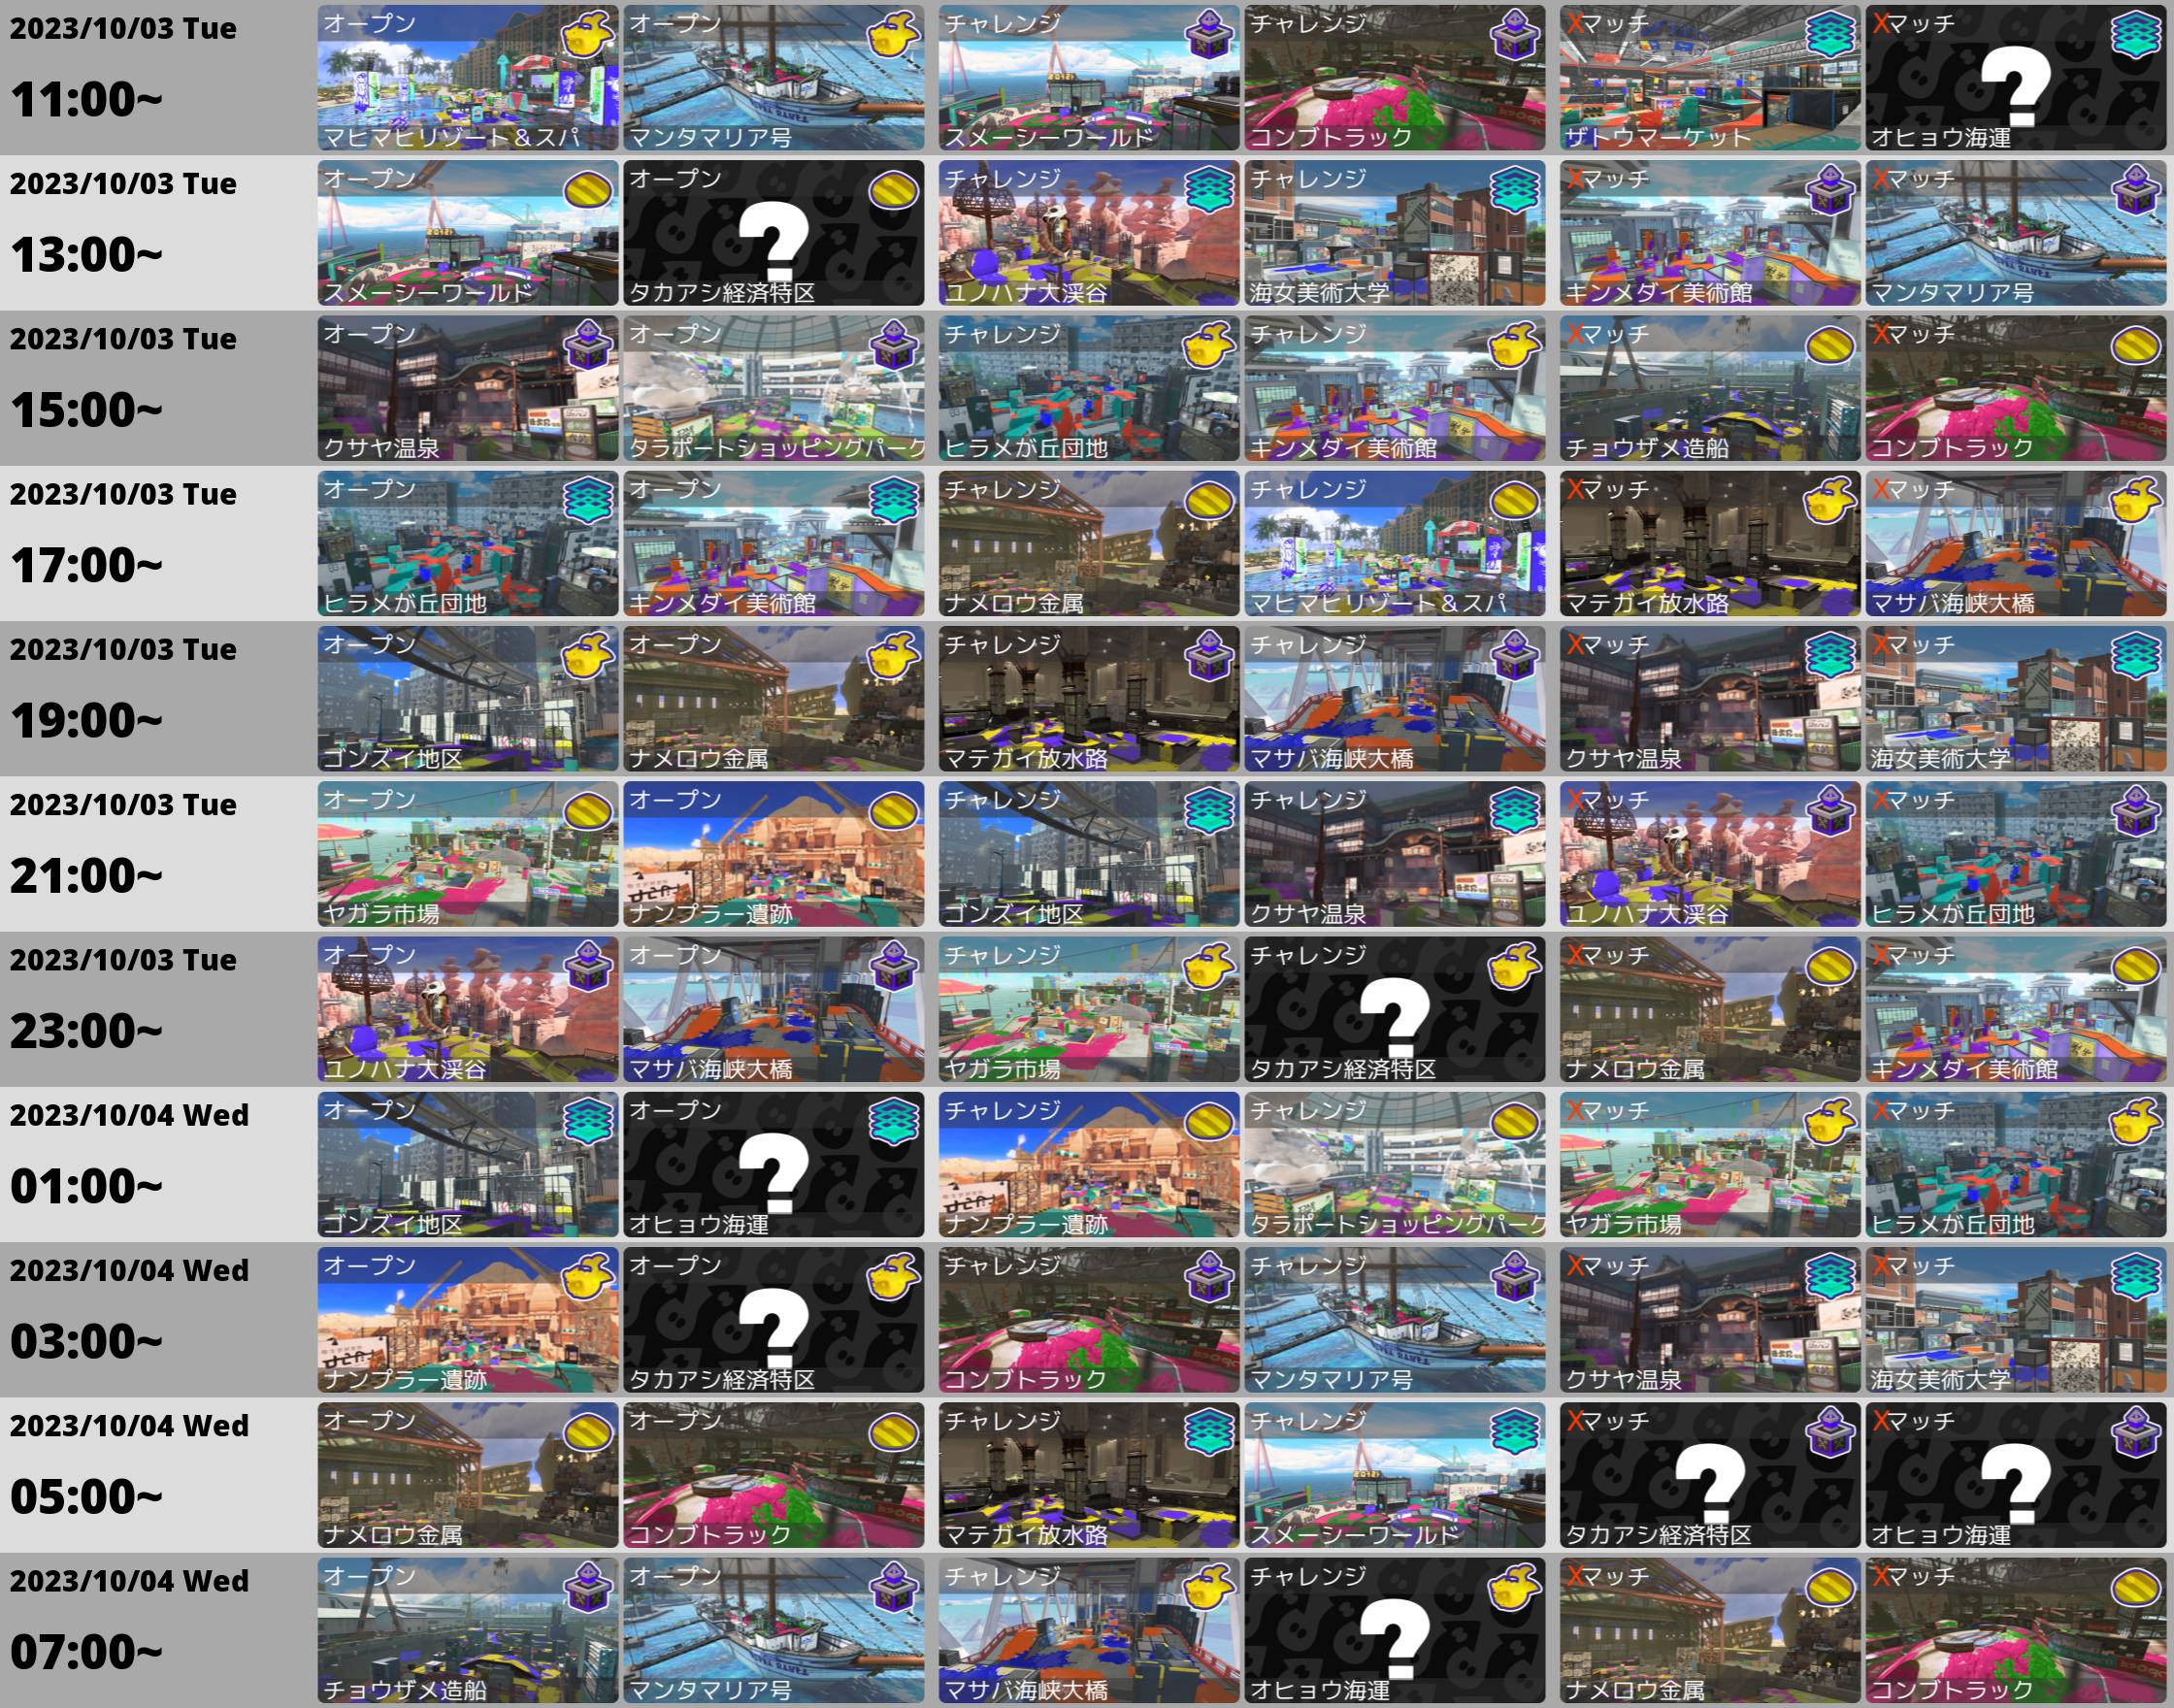 2023/10/03 Tue
11:00~
オープン オープン チャレンジ チャレンジ Xマッチ Xマッチ
マヒマヒリゾート&スパ マンタマリア号 スメーシーワールド コンブトラック ザトウマーケット オヒョウ海運
2023/10/03 Tue
13:00~
オープン オープン チャレンジ チャレンジ Xマッチ Xマッチ
スメーシーワールド タカアシ経済特区 ユノハナ大渓谷 海女美術大学 キンメダイ美術館 マンタマリア号
2023/10/03 Tue
15:00~
オープン オープン チャレンジ チャレンジ Xマッチ Xマッチ
クサヤ温泉 タラポートショッピングパーク ヒラメが丘団地 キンメダイ美術館 チョウザメ造船 コンブトラック
2023/10/03 Tue
17:00~
オープン オープン チャレンジ チャレンジ Xマッチ Xマッチ
ヒラメが丘団地 キンメダイ美術館 ナメロウ金属 マヒマヒリゾート&スパ マテガイ放水路 マサバ海峡大橋
2023/10/03 Tue
19:00~
オープン オープン チャレンジ チャレンジ Xマッチ Xマッチ
ゴンズイ地区 ナメロウ金属 マテガイ放水路 マサバ海峡大橋 クサヤ温泉 海女美術大学
2023/10/03 Tue
21:00~
オープン オープン チャレンジ チャレンジ Xマッチ Xマッチ
ヤガラ市場 ナンプラー遺跡 ゴンズイ地区 クサヤ温泉 ユノハナ大渓谷 ヒラメが丘団地
2023/10/03 Tue
23:00~
オープン オープン チャレンジ チャレンジ Xマッチ Xマッチ
ユノハナ大渓谷 マサバ海峡大橋 ヤガラ市場 タカアシ経済特区 ナメロウ金属 キンメダイ美術館
2023/10/04 Wed
01:00~
オープン オープン チャレンジ チャレンジ Xマッチ Xマッチ
ゴンズイ地区 オヒョウ海運 ナンプラー遺跡 タラポートショッピングパーク ヤガラ市場 ヒラメが丘団地
2023/10/04 Wed
03:00~
オープン オープン チャレンジ チャレンジ Xマッチ Xマッチ
ナンプラー遺跡 タカアシ経済特区 コンブトラック マンタマリア号 クサヤ温泉 海女美術大学
2023/10/04 Wed
05:00~
オープン オープン チャレンジ チャレンジ Xマッチ Xマッチ
ナメロウ金属 コンブトラック マテガイ放水路 スメーシーワールド タカアシ経済特区 オヒョウ海運
2023/10/04 Wed
07:00~
オープン オープン チャレンジ チャレンジ Xマッチ Xマッチ
チョウザメ造船 マンタマリア号 マサバ海峡大橋 オヒョウ海運 ナメロウ金属 コンブトラック